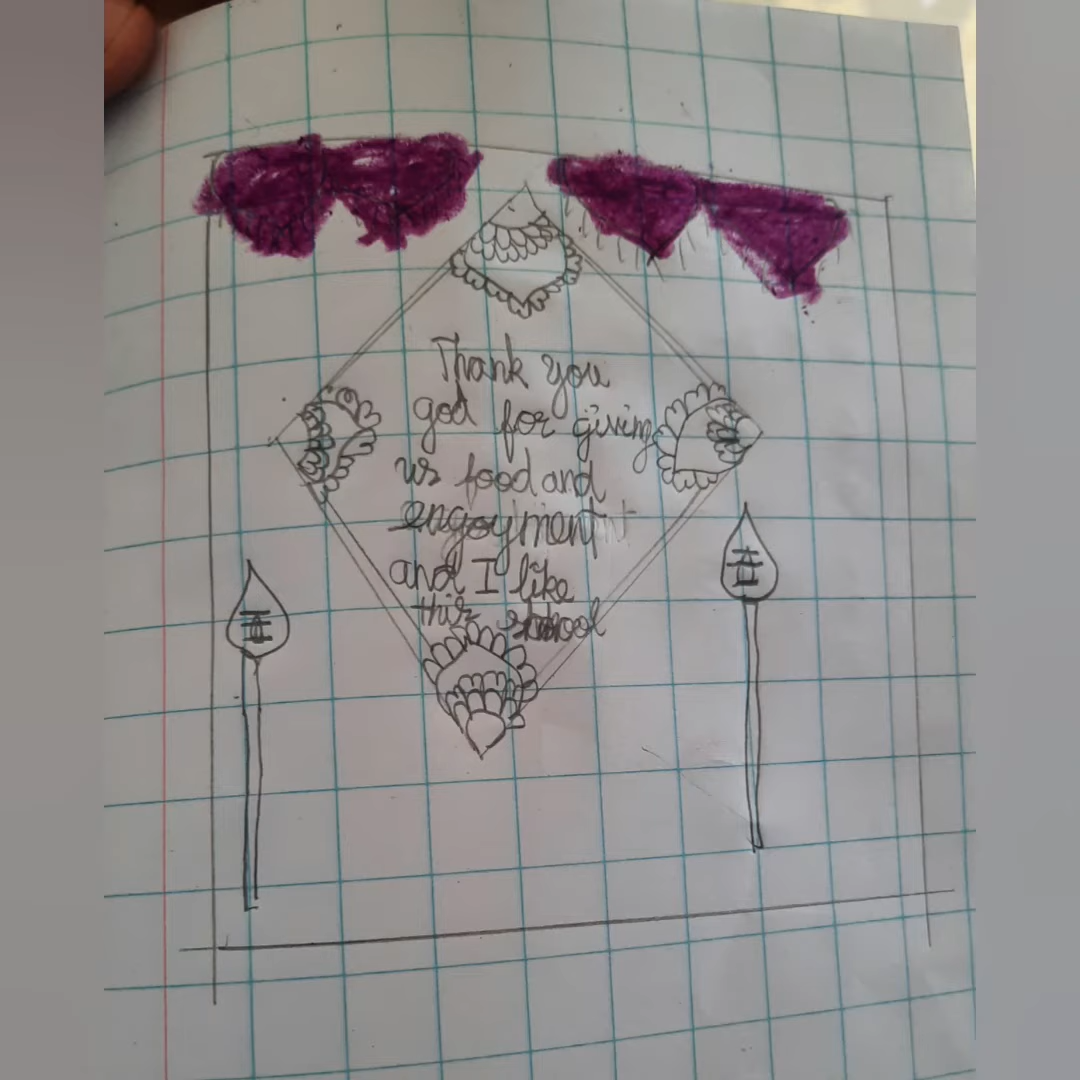 Thank you
god for giving
us food and
engoyment
and I like
this school